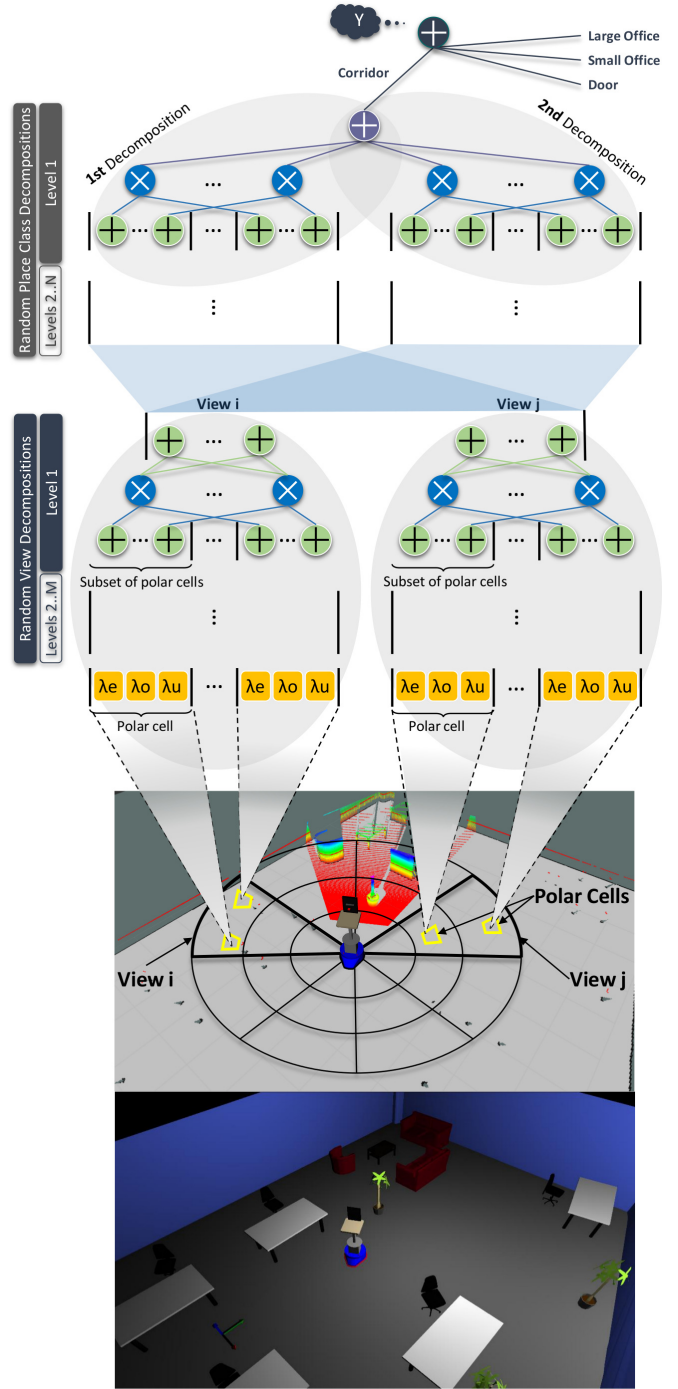 Y
Large Office
Small Office
Door
Corridor
Random Place Class Decompositions
Level 1
Levels 2..N
1st Decomposition
2nd Decomposition
...
...
...
...
...
...
...
...
...
...
View i
View j
Random View Decompositions
Level 1
Levels 2..M
...
...
...
...
...
...
...
...
...
...
Subset of polar cells
Subset of polar cells
...
...
λe λo λu ... λe λo λu
λe λo λu ... λe λo λu
Polar cell
Polar cell
Polar Cells
View i
View j